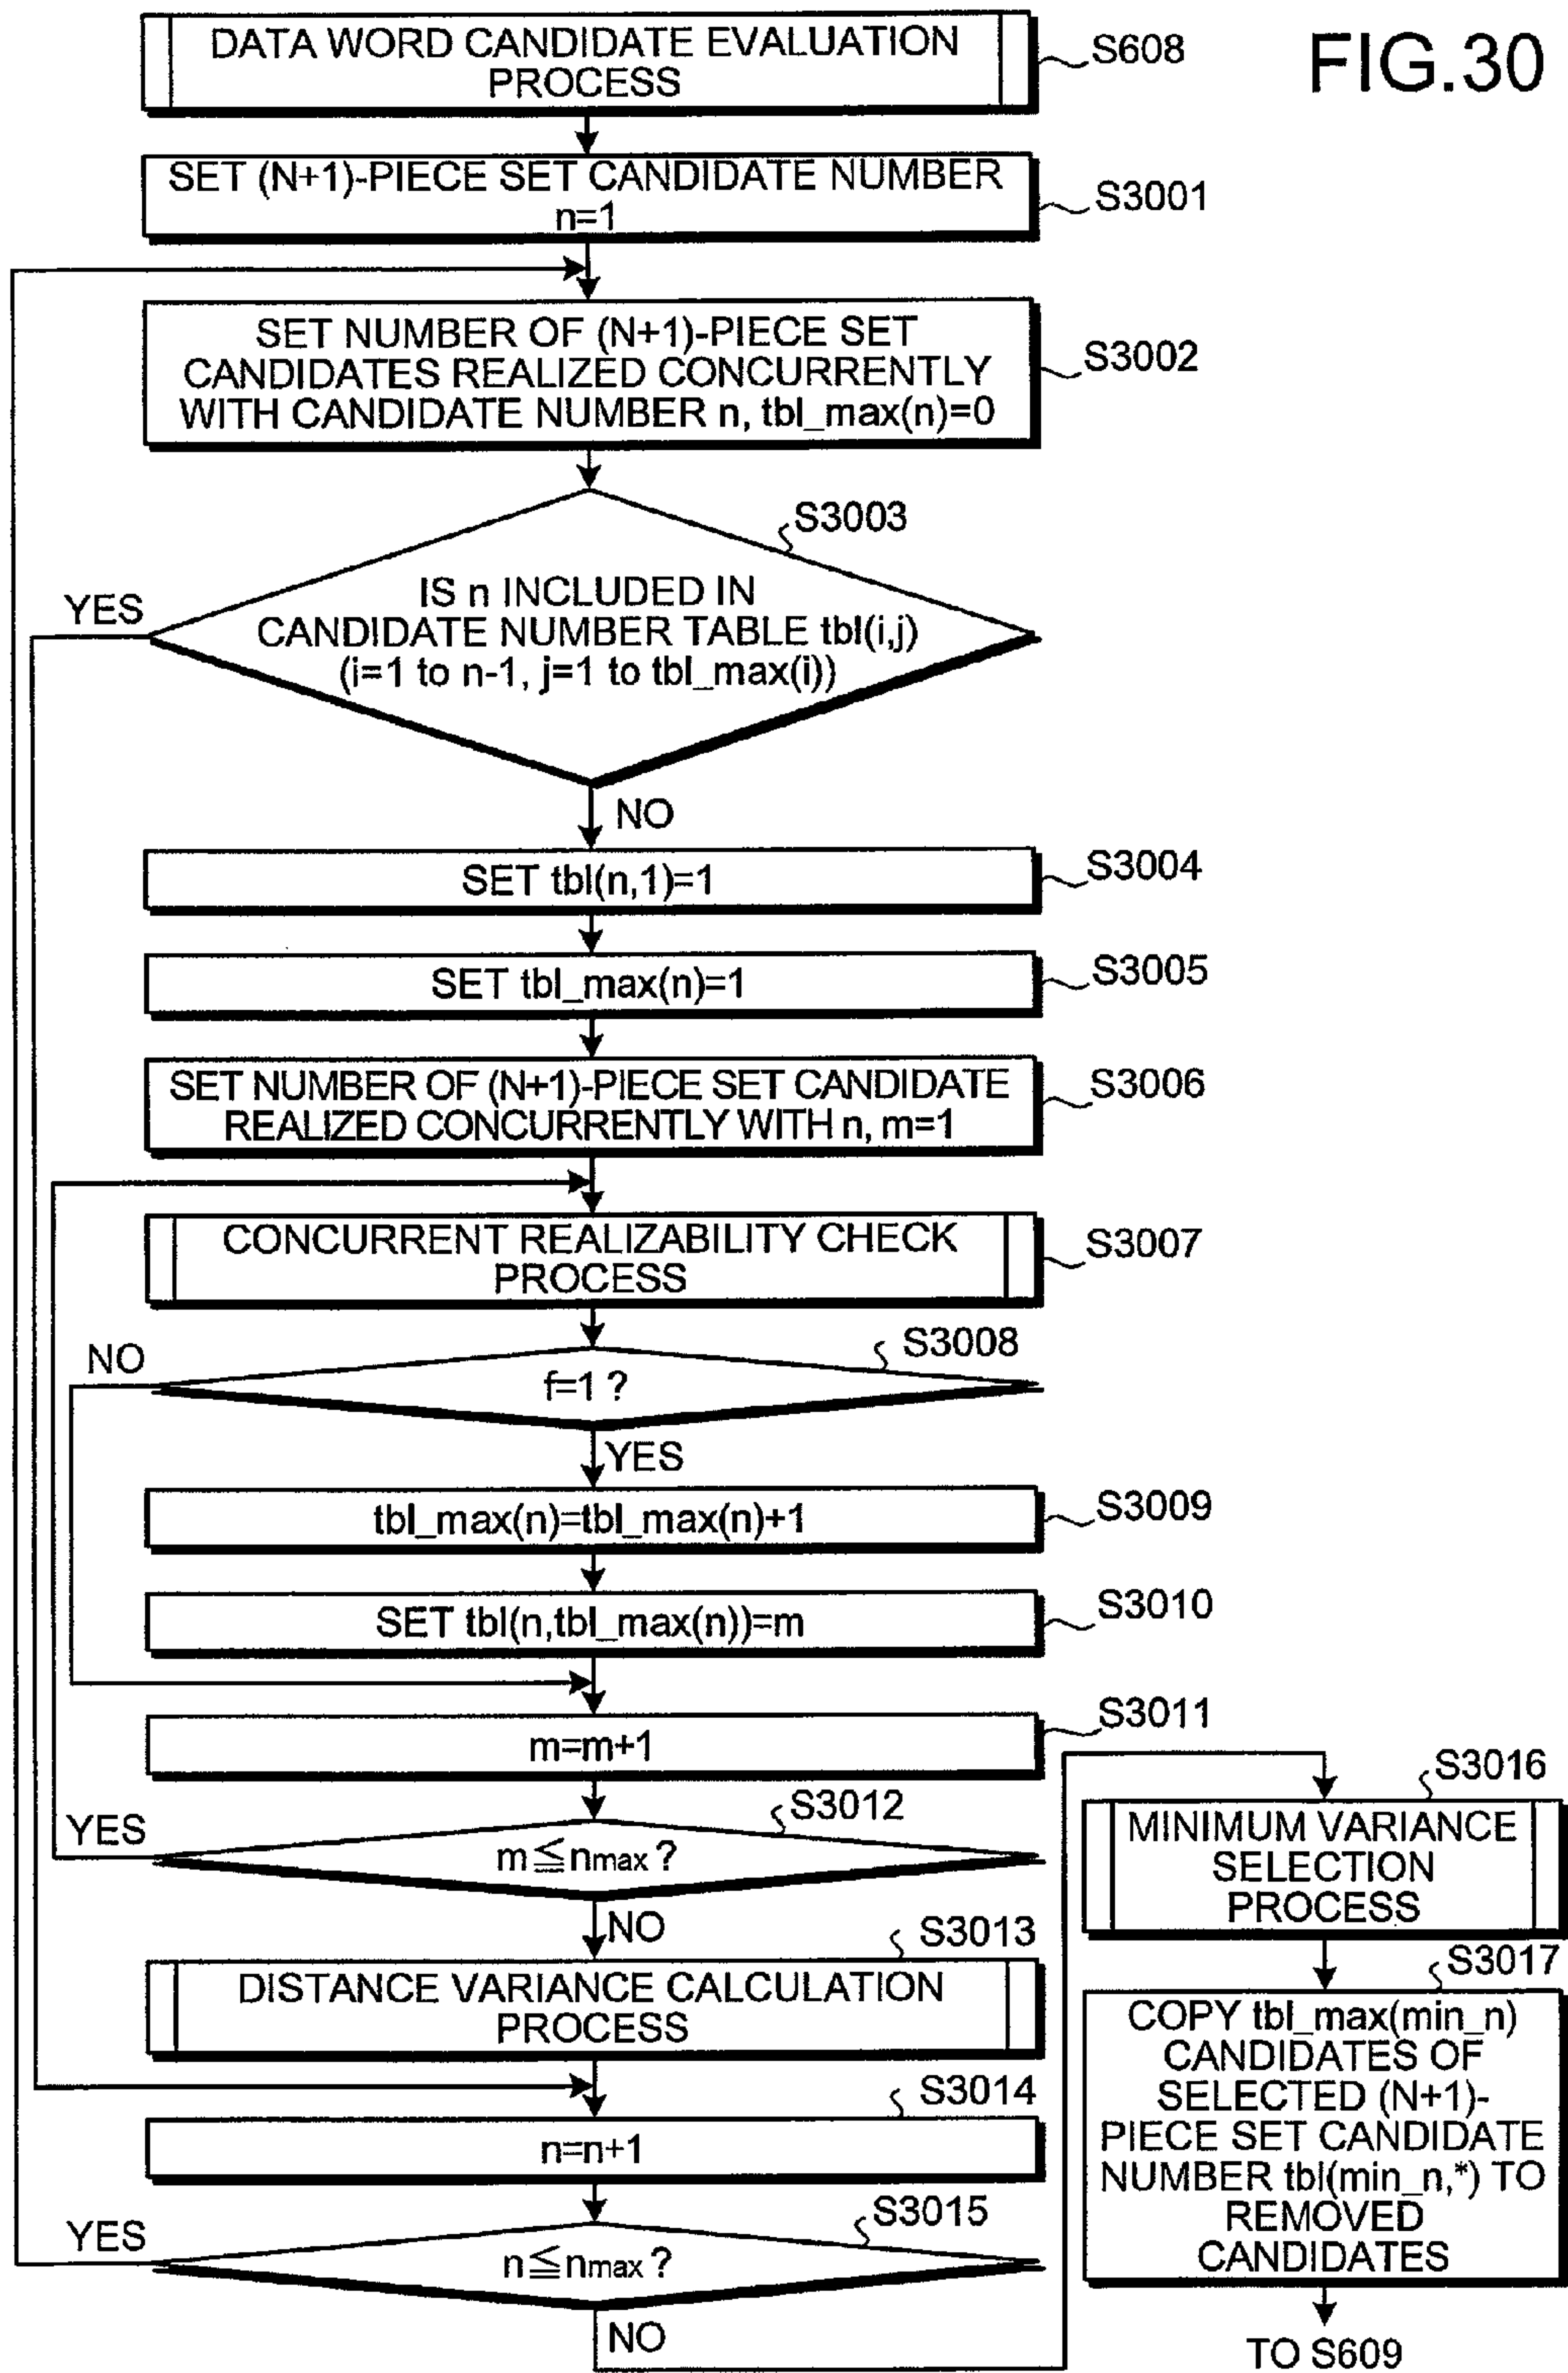 FIG.30
DATA WORD CANDIDATE EVALUATION
PROCESS
S608
SET (N+1)-PIECE SET CANDIDATE NUMBER
n=1
S3001
SET NUMBER OF (N+1)-PIECE SET
CANDIDATES REALIZED CONCURRENTLY
WITH CANDIDATE NUMBER n, tbl_max(n)=0
S3002
S3003
IS n INCLUDED IN
CANDIDATE NUMBER TABLE tbl(i,j)
(i=1 to n-1, j=1 to tbl_max(i))
YES
NO
SET tbl(n,1)=1
S3004
SET tbl_max(n)=1
S3005
SET NUMBER OF (N+1)-PIECE SET CANDIDATE
REALIZED CONCURRENTLY WITH n, m=1
S3006
CONCURRENT REALIZABILITY CHECK
PROCESS
S3007
S3008
NO
f=1 ?
YES
tbl_max(n)=tbl_max(n)+1
S3009
SET tbl(n,tbl_max(n))=m
S3010
m=m+1
S3011
S3012
YES
m≦nmax ?
NO
S3013
DISTANCE VARIANCE CALCULATION
PROCESS
S3014
n=n+1
S3015
YES
n≦nmax ?
NO
S3016
MINIMUM VARIANCE
SELECTION
PROCESS
S3017
COPY tbl_max(min_n)
CANDIDATES OF
SELECTED (N+1)-
PIECE SET CANDIDATE
NUMBER tbl(min_n,*) TO
REMOVED
CANDIDATES
TO S609